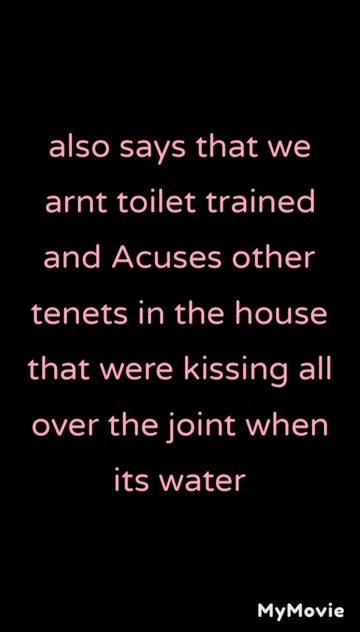 also says that we
arnt toilet trained
and Acuses other
tenets in the house
that were kissing all
over the joint when
its water
MyMovie